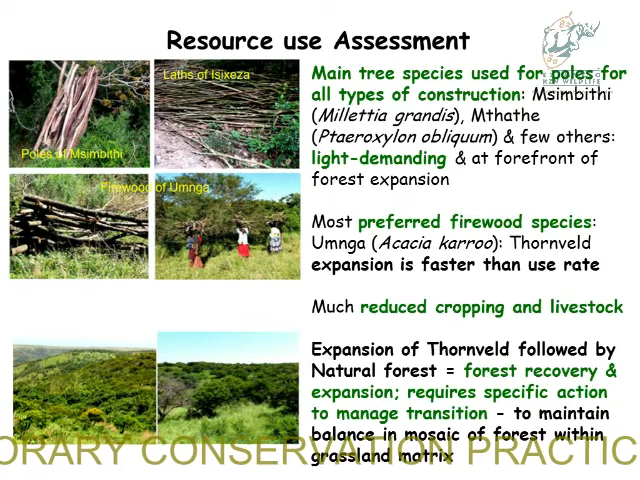 Resource use Assessment
Laths of Isixeza
Poles of Msimbithi
Firewood of Umnga
Main tree species used for poles for
all types of construction: Msimbithi
(Millettia grandis), Mthathe
(Ptaeroxylon obliquum) & few others:
light-demanding & at forefront of
forest expansion
Most preferred firewood species:
Umnga (Acacia karroo): Thornveld
expansion is faster than use rate
Much reduced cropping and livestock
Expansion of Thornveld followed by
Natural forest = forest recovery &
expansion; requires specific action
to manage transition - to maintain
balance in mosaic of forest within
grassland matrix
ORARY CONSERVATION PRACTIC